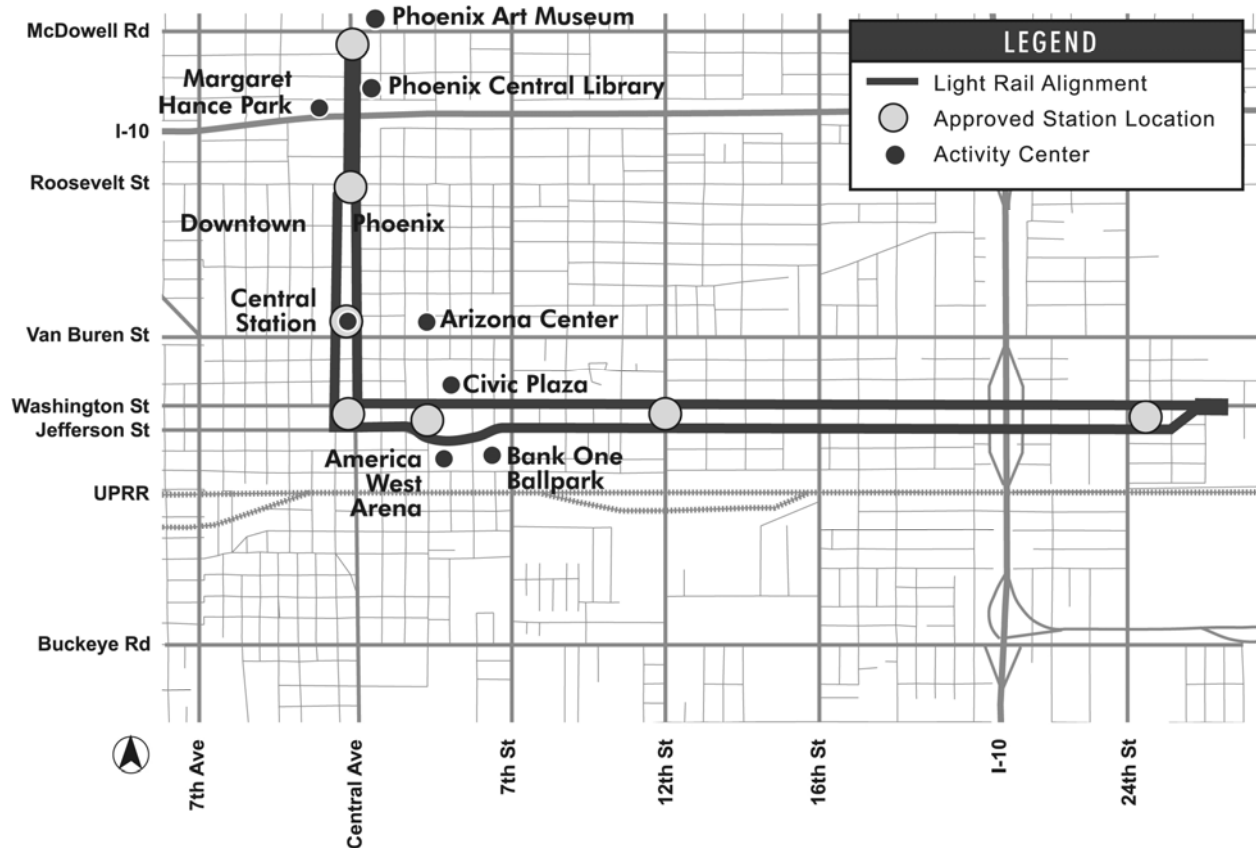 McDowell Rd
Phoenix Art Museum
LEGEND
Light Rail Alignment
Approved Station Location
Activity Center
Margaret
Hance Park
Phoenix Central Library
I-10
Roosevelt St
Downtown Phoenix
Central
Station
Arizona Center
Van Buren St
Civic Plaza
Washington St
Jefferson St
America
West
Arena
Bank One
Ballpark
UPRR
Buckeye Rd
7th Ave
Central Ave
7th St
12th St
16th St
I-10
24th St